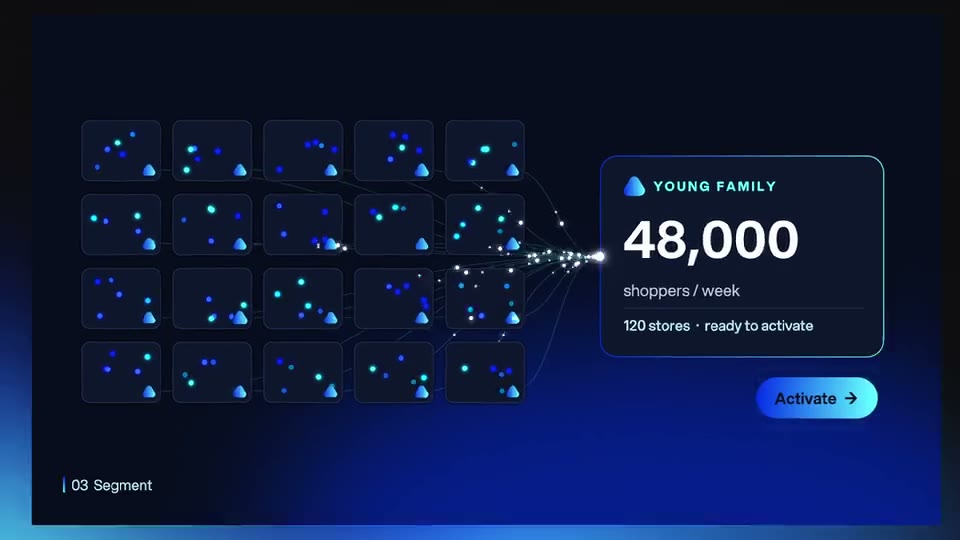 YOUNG FAMILY
48,000
shoppers / week
120 stores · ready to activate
Activate →
03 Segment